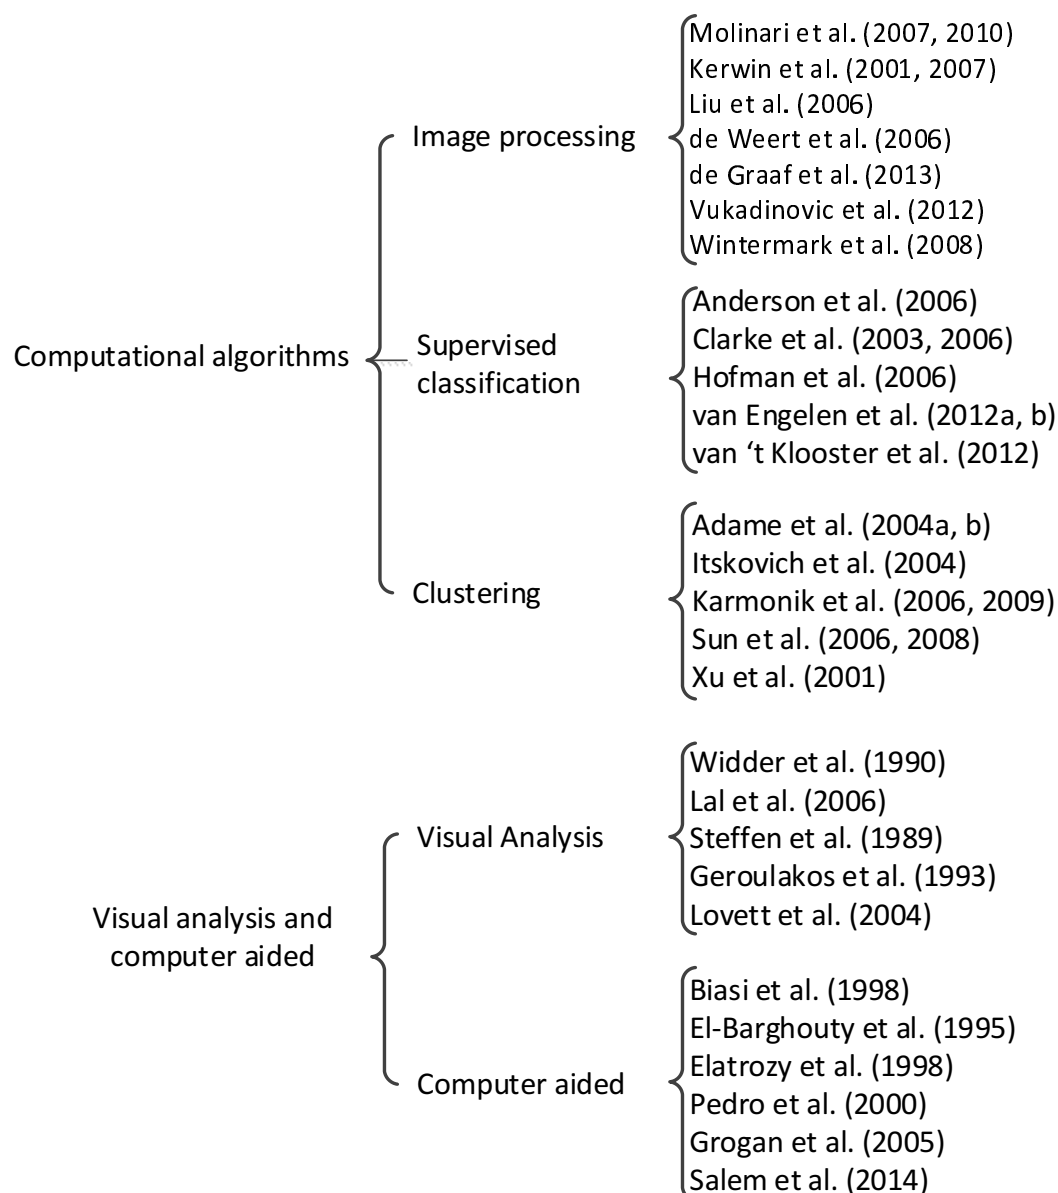 Computational algorithms
Image processing
Molinari et al. (2007, 2010)
Kerwin et al. (2001, 2007)
Liu et al. (2006)
de Weert et al. (2006)
de Graaf et al. (2013)
Vukadinovic et al. (2012)
Wintermark et al. (2008)
Supervised
classification
Anderson et al. (2006)
Clarke et al. (2003, 2006)
Hofman et al. (2006)
van Engelen et al. (2012a, b)
van ‘t Klooster et al. (2012)
Clustering
Adame et al. (2004a, b)
Itskovich et al. (2004)
Karmonik et al. (2006, 2009)
Sun et al. (2006, 2008)
Xu et al. (2001)
Visual analysis and
computer aided
Visual Analysis
Widder et al. (1990)
Lal et al. (2006)
Steffen et al. (1989)
Geroulakos et al. (1993)
Lovett et al. (2004)
Computer aided
Biasi et al. (1998)
El-Barghouty et al. (1995)
Elatrozy et al. (1998)
Pedro et al. (2000)
Grogan et al. (2005)
Salem et al. (2014)